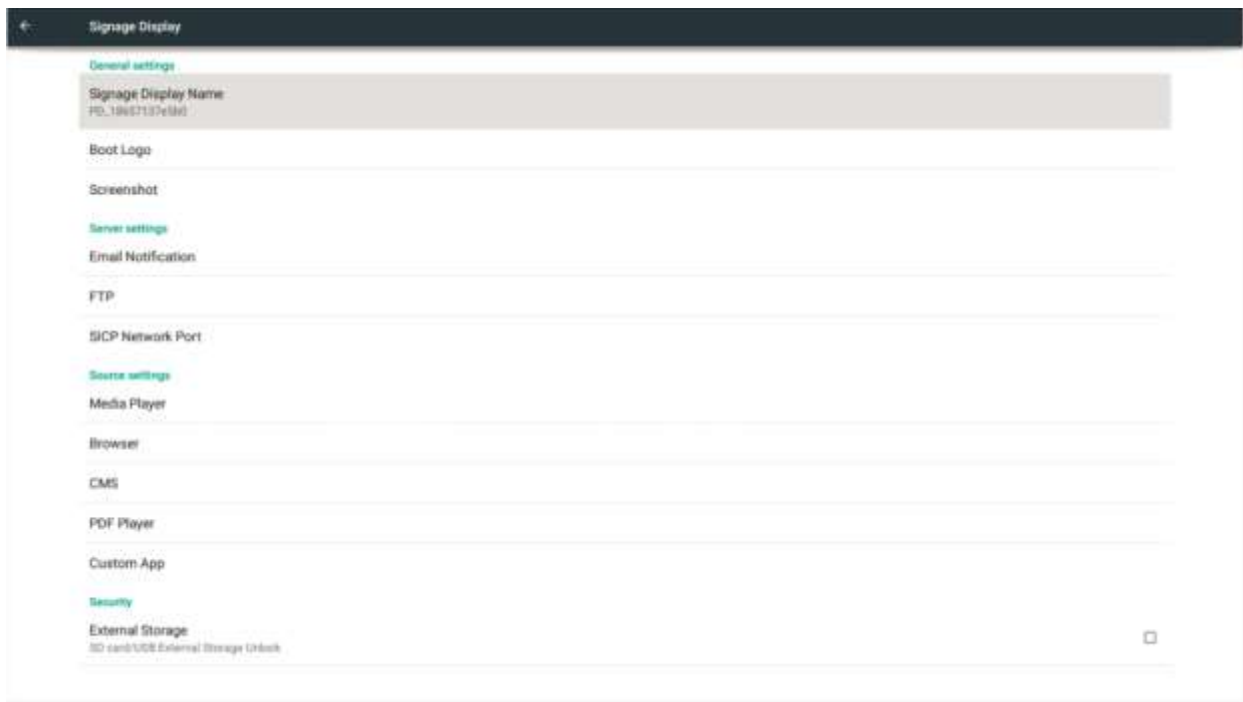 Signage Display
General settings
Signage Display Name
Boot Logo
Screenshot
Server settings
Email Notification
FTP
SICP Network Port
Source settings
Media Player
Browser
CMS
PDF Player
Custom App
Security
External Storage
SD card/USB External Storage Unlock